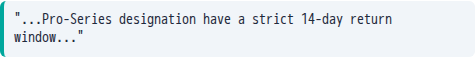 "...Pro-Series designation have a strict 14-day return
window..."